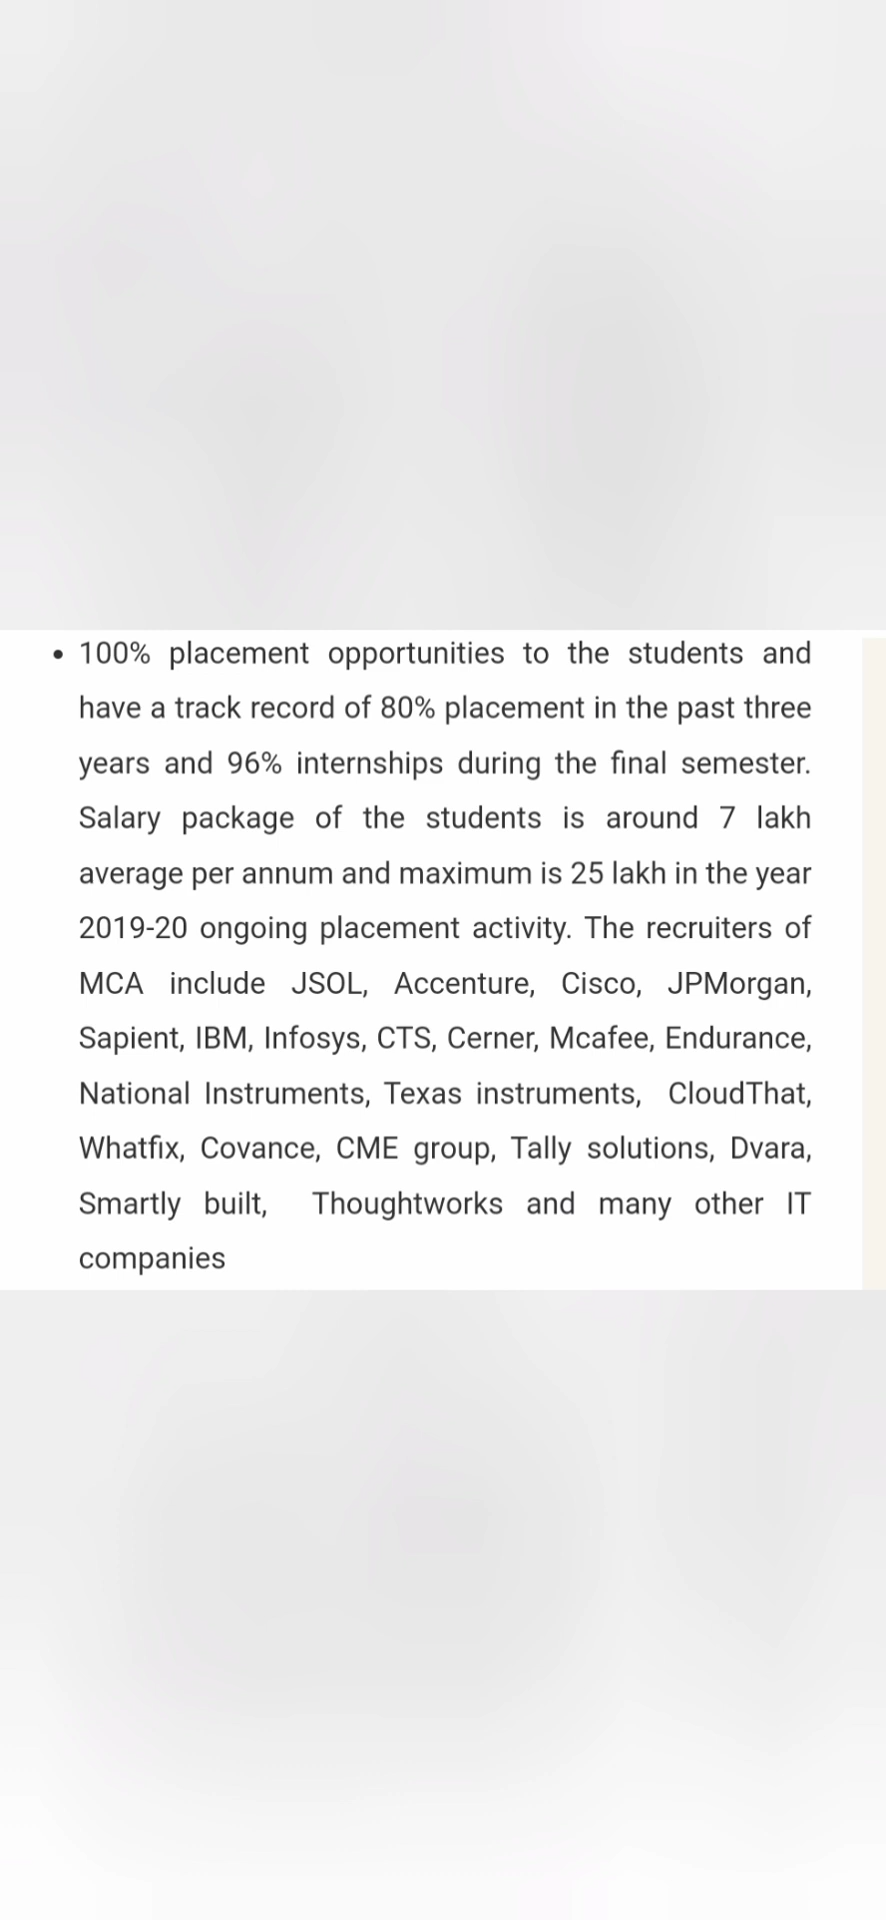 • 100% placement opportunities to the students and
have a track record of 80% placement in the past three
years and 96% internships during the final semester.
Salary package of the students is around 7 lakh
average per annum and maximum is 25 lakh in the year
2019-20 ongoing placement activity. The recruiters of
MCA include JSOL, Accenture, Cisco, JPMorgan,
Sapient, IBM, Infosys, CTS, Cerner, Mcafee, Endurance,
National Instruments, Texas instruments, CloudThat,
Whatfix, Covance, CME group, Tally solutions, Dvara,
Smartly built, Thoughtworks and many other IT
companies